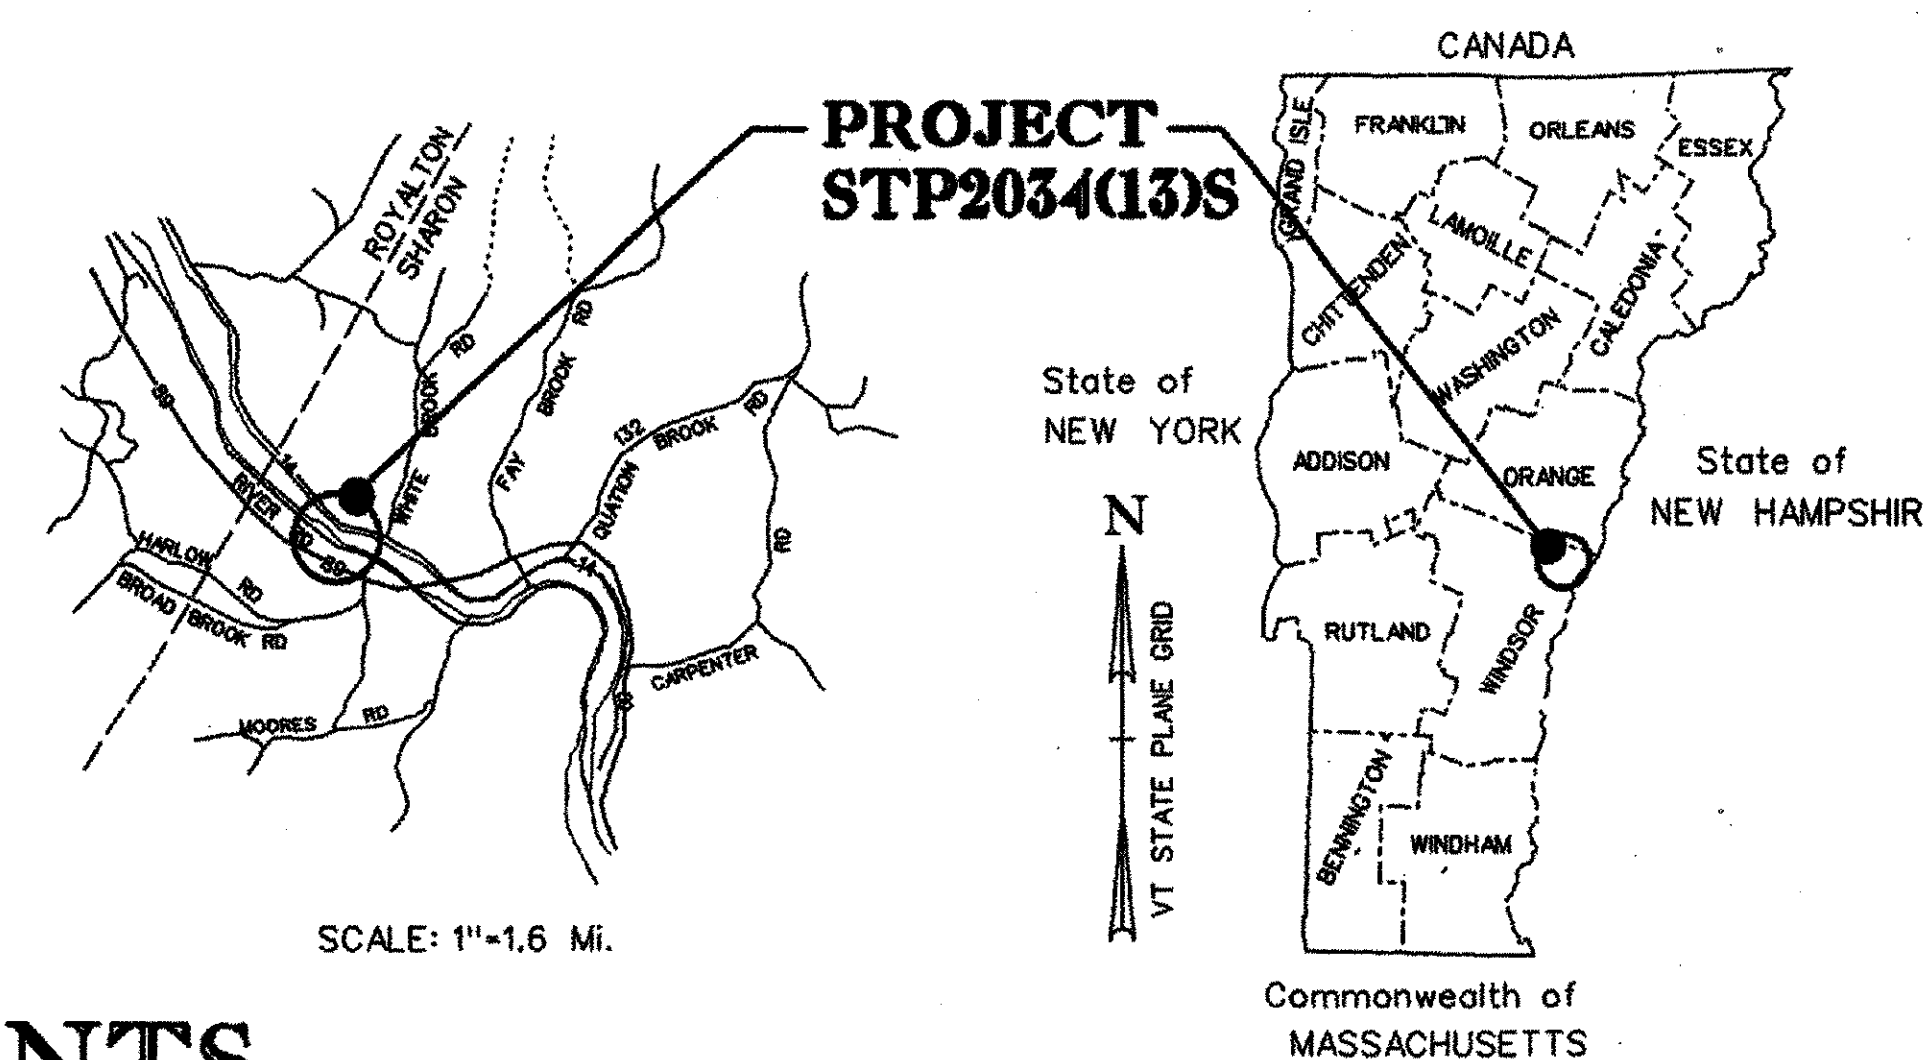 CANADA
PROJECT
STP2034(13)S
ROYALTON
SHARON
GRAND ISLE
FRANKLIN
ORLEANS
ESSEX
LAMOILLE
CHITTENDEN
CALEDONIA
WASHINGTON
State of
NEW YORK
ADDISON
ORANGE
State of
NEW HAMPSHIR
N
VT STATE PLANE GRID
RUTLAND
WINDSOR
BENNINGTON
WINDHAM
Commonwealth of
MASSACHUSETTS
89
14
RIVER
RD
89
WHITE
BROOK
RD
FAY
BROOK
RD
QUATION
132
BROOK
RD
RD
14
HARLOW
RD
BROAD BROOK RD
MOORES
RD
CARPENTER
SCALE: 1"=1.6 Mi.
NTS